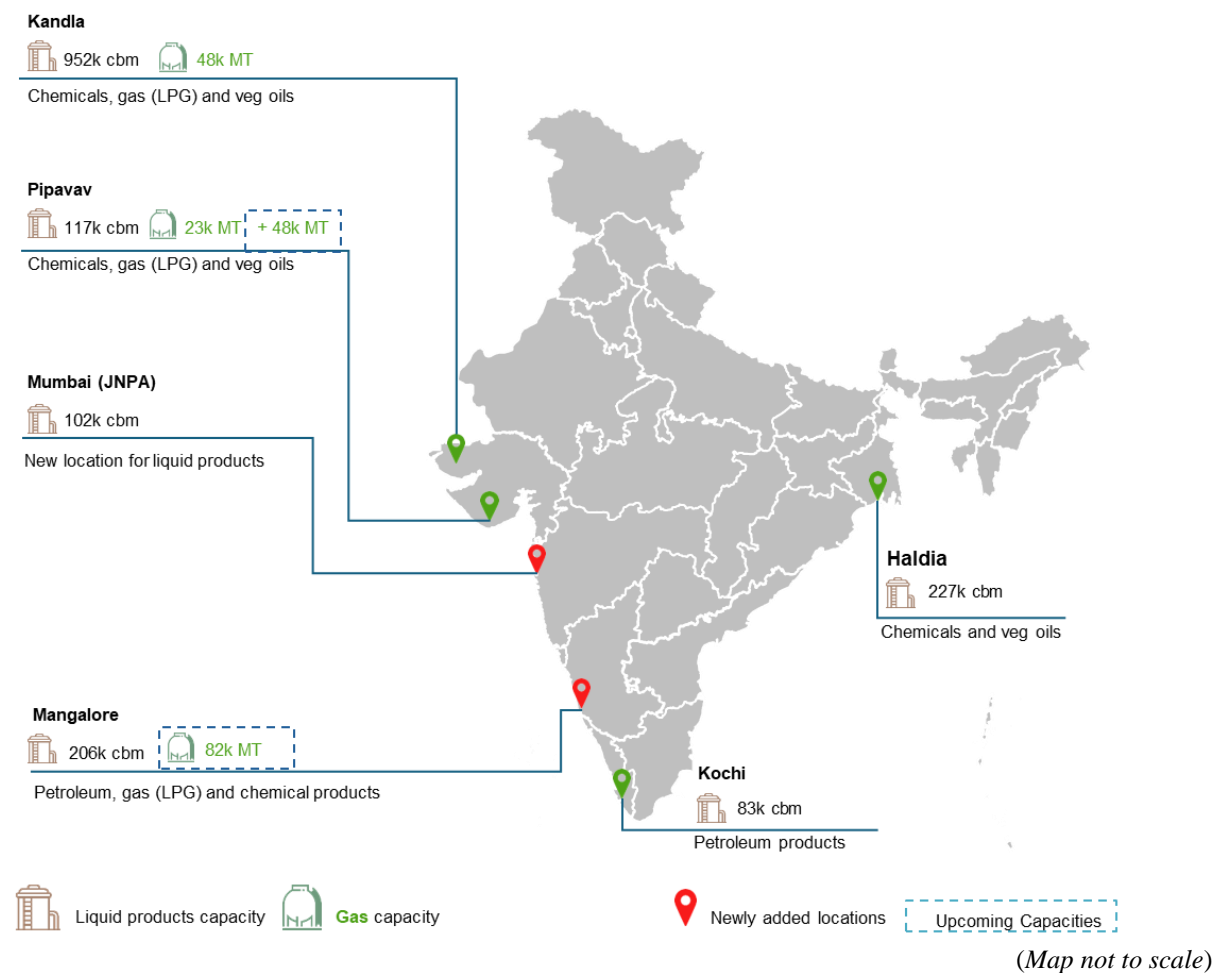 Kandla
952k cbm 48k MT
Chemicals, gas (LPG) and veg oils
Pipavav
117k cbm 23k MT + 48k MT
Chemicals, gas (LPG) and veg oils
Mumbai (JNPA)
102k cbm
New location for liquid products
Haldia
227k cbm
Chemicals and veg oils
Mangalore
206k cbm 82k MT
Petroleum, gas (LPG) and chemical products
Kochi
83k cbm
Petroleum products
Liquid products capacity Gas capacity Newly added locations Upcoming Capacities
(Map not to scale)